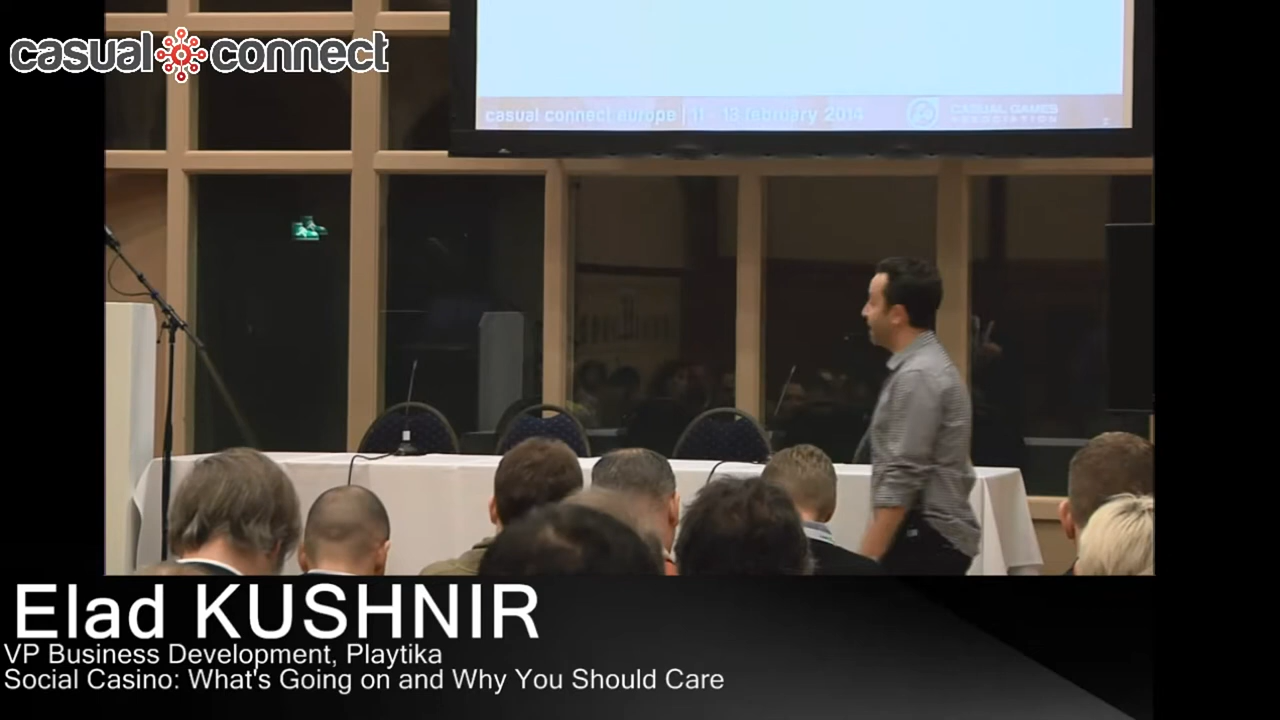 casual connect
casual connect europe | 11 - 13 february 2014
CASUAL GAMES
ASSOCIATION
Elad KUSHNIR
VP Business Development, Playtika
Social Casino: What's Going on and Why You Should Care